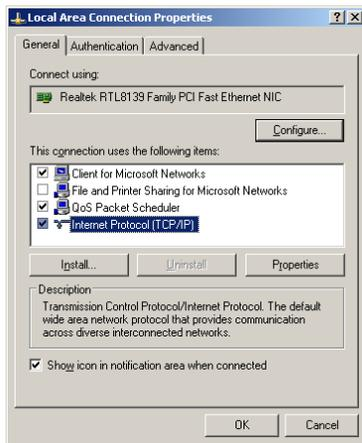 Local Area Connection Properties
General Authentication Advanced
Connect using:
Realtek RTL8139 Family PCI Fast Ethernet NIC
Configure...
This connection uses the following items:
Client for Microsoft Networks
File and Printer Sharing for Microsoft Networks
QoS Packet Scheduler
Internet Protocol (TCP/IP)
Install... Uninstall Properties
Description
Transmission Control Protocol/Internet Protocol. The default
wide area network protocol that provides communication
across diverse interconnected networks.
Show icon in notification area when connected
OK Cancel